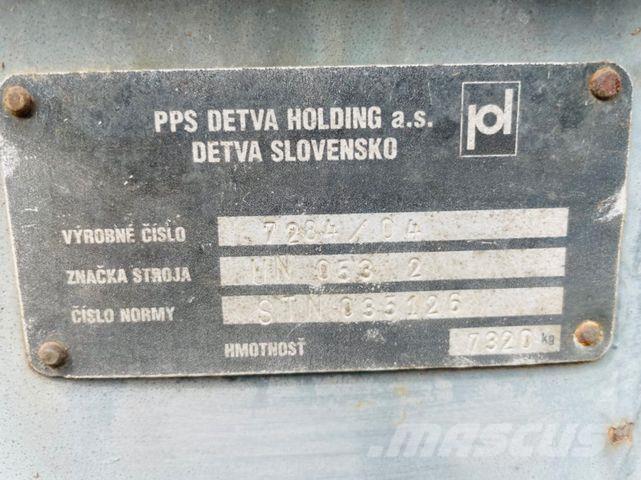 PPS DETVA HOLDING a.s.
DETVA SLOVENSKO
VÝROBNÉ ČÍSLO 7284/04
ZNAČKA STROJA UN 053 2
ČÍSLO NORMY STN 035126
HMOTNOSŤ 7320 kg
MASCUS